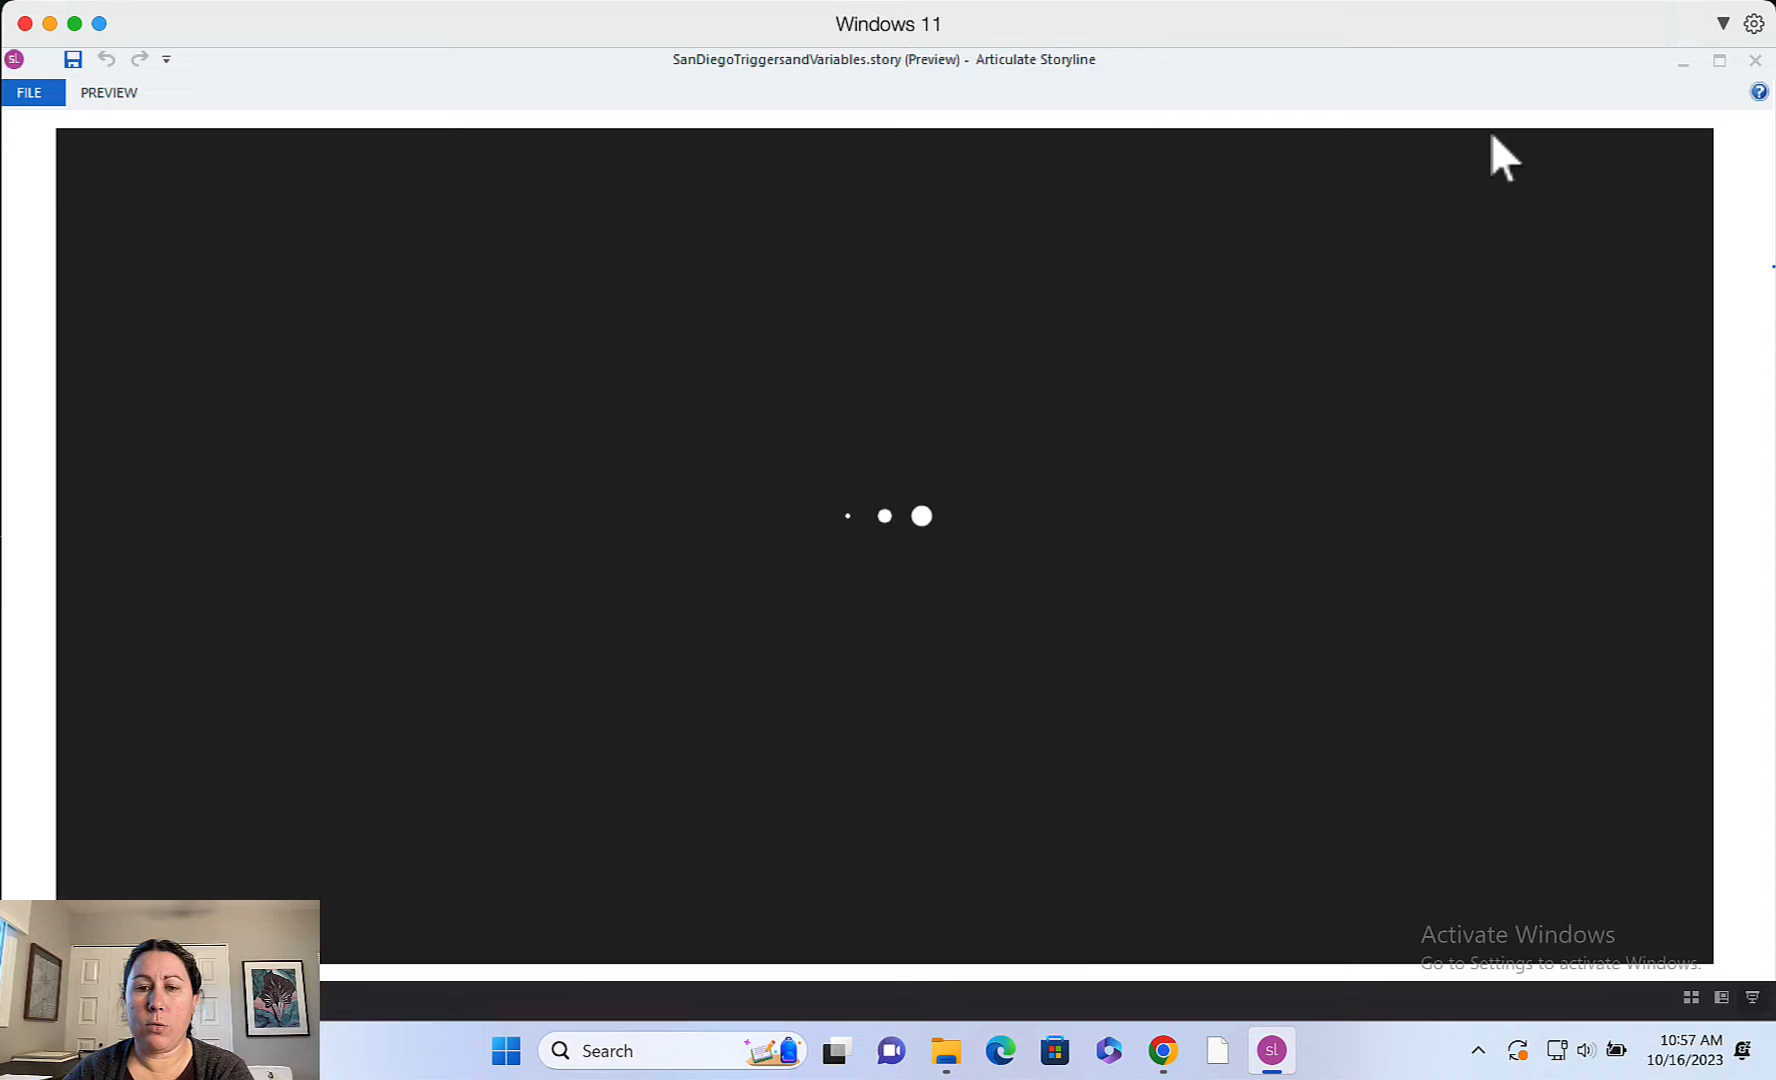 Windows 11
sl
SanDiegoTriggersandVariables.story (Preview) - Articulate Storyline
FILE
PREVIEW
?
Activate Windows
Go to Settings to activate Windows.
Search
sl
10:57 AM
10/16/2023